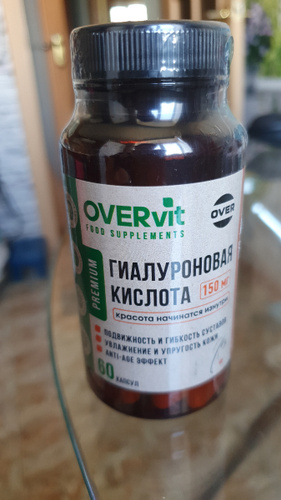 OVERvit
FOOD SUPPLEMENTS
OVER
PREMIUM
ГИАЛУРОНОВАЯ
КИСЛОТА 150 МГ
красота начинается изнутри
ПОДВИЖНОСТЬ И ГИБКОСТЬ СУСТАВОВ
УВЛАЖНЕНИЕ И УПРУГОСТЬ КОЖИ
ANTI-AGE ЭФФЕКТ
60 КАПСУЛ